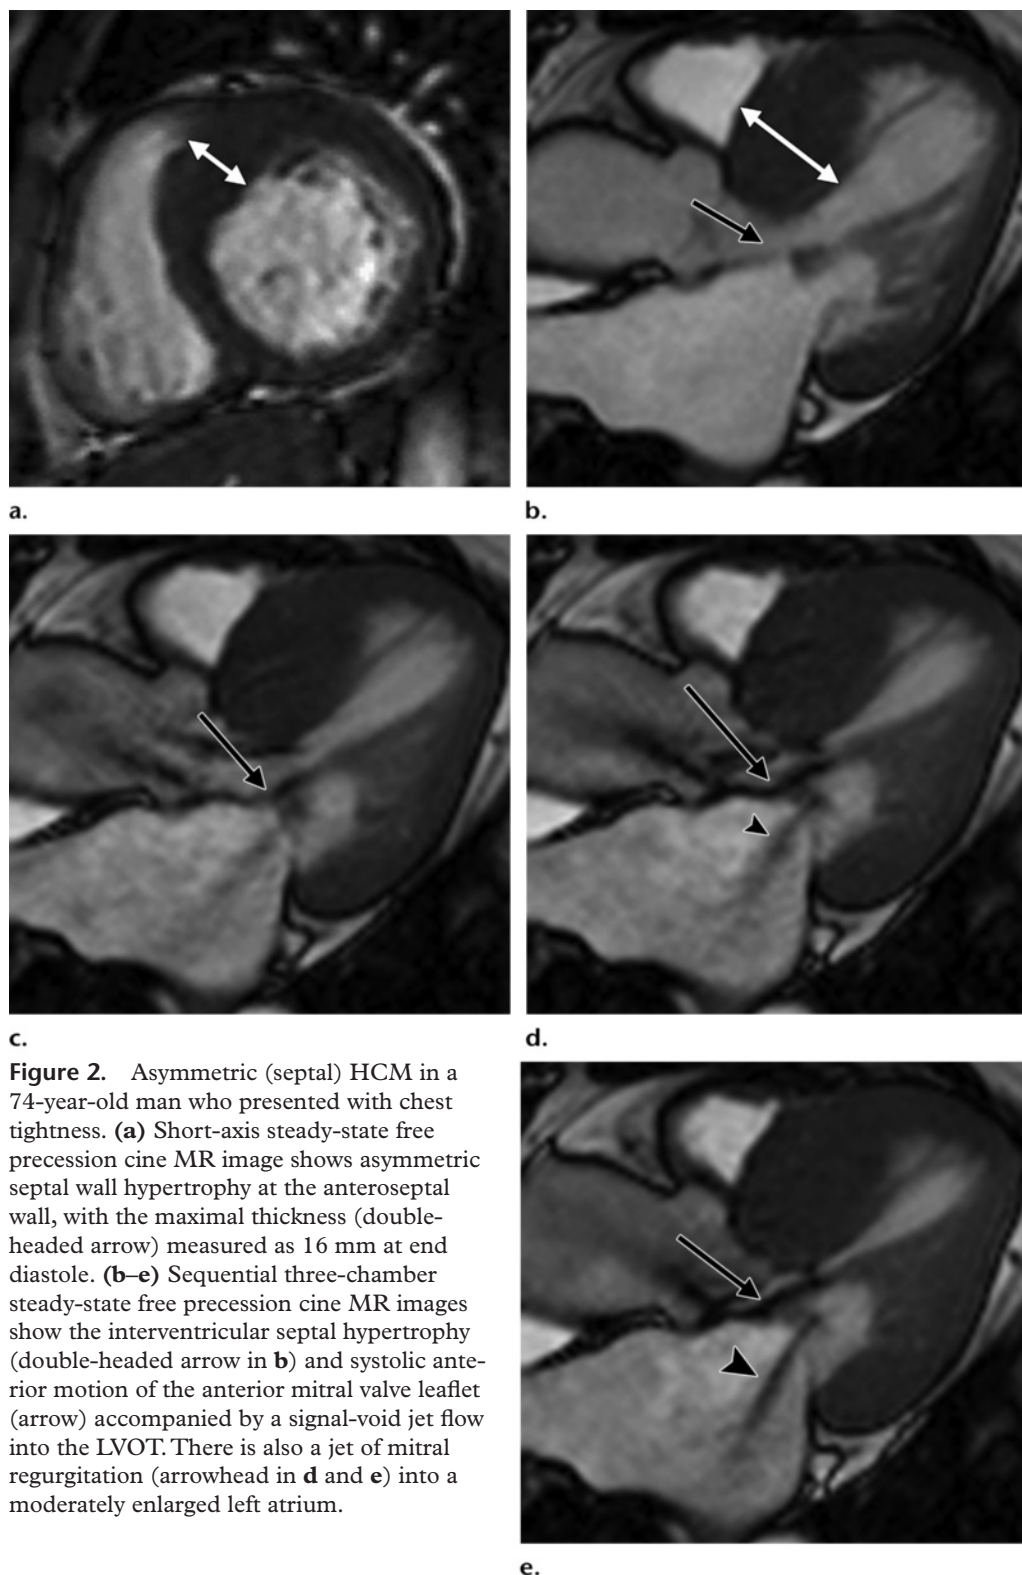 a.
b.
c.
d.
Figure 2. Asymmetric (septal) HCM in a
74-year-old man who presented with chest
tightness. (a) Short-axis steady-state free
precession cine MR image shows asymmetric
septal wall hypertrophy at the anteroseptal
wall, with the maximal thickness (double-
headed arrow) measured as 16 mm at end
diastole. (b–e) Sequential three-chamber
steady-state free precession cine MR images
show the interventricular septal hypertrophy
(double-headed arrow in b) and systolic ante-
rior motion of the anterior mitral valve leaflet
(arrow) accompanied by a signal-void jet flow
into the LVOT. There is also a jet of mitral
regurgitation (arrowhead in d and e) into a
moderately enlarged left atrium.
e.